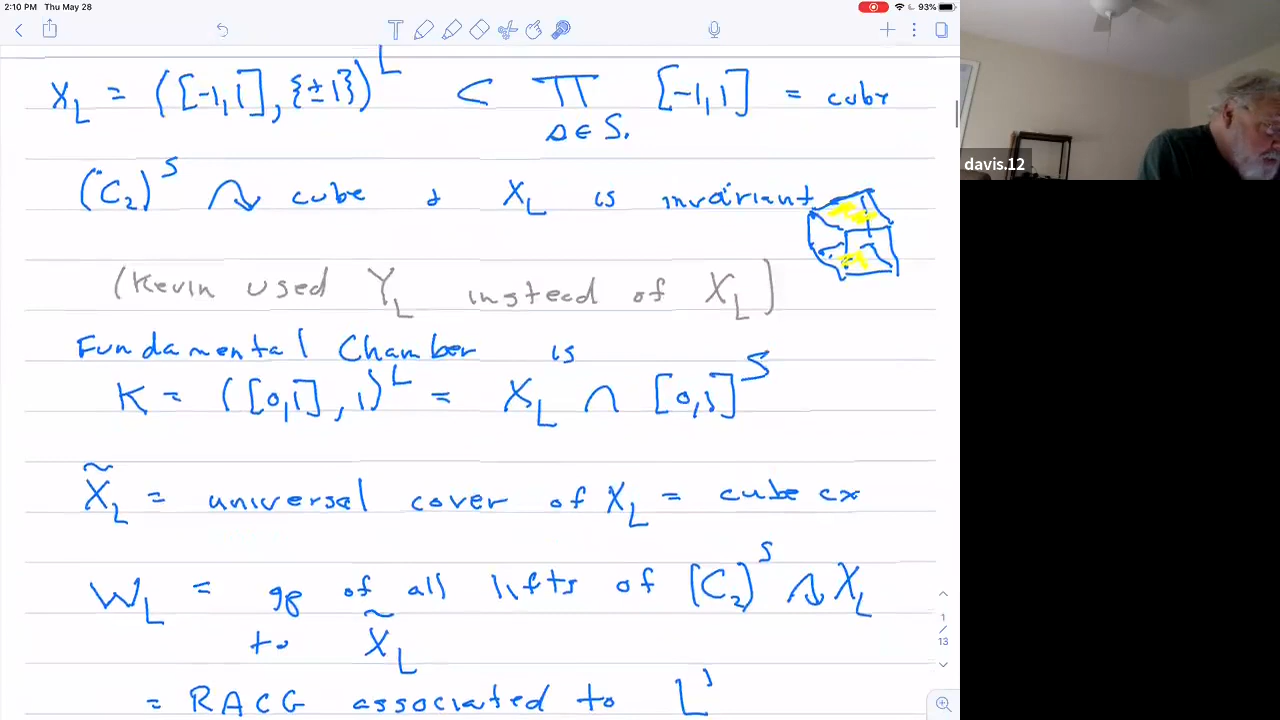 2:10 PM Thu May 28
93%
X_L = ([-1,1], {±1})^L ⊂ ∏_{s∈S} [-1,1] = cube
(C_2)^S ↷ cube + X_L is invariant
(Kevin used Y_L instead of X_L)
Fundamental Chamber is
K = ([0,1], 1)^L = X_L ∩ [0,1]^S
X̃_L = universal cover of X_L = cube cx
W_L = gp of all lifts of (C_2)^S ↷ X_L
to X̃_L
= RACG associated to L^1
davis.12
1
/
13